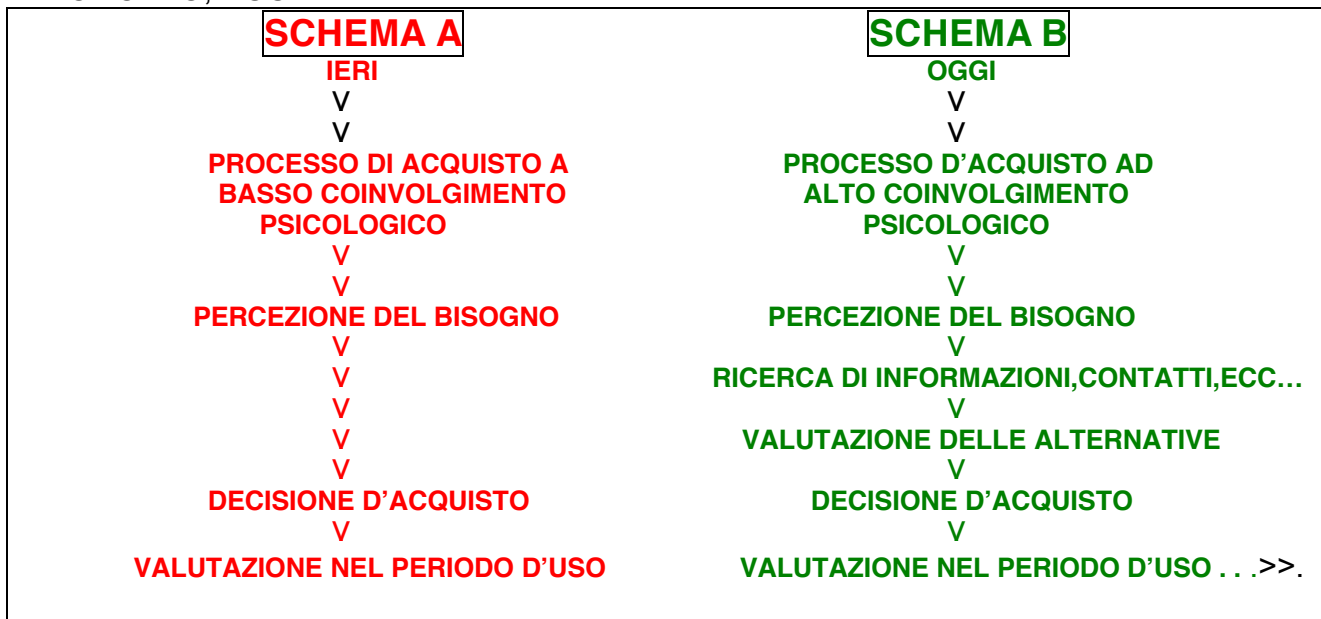 SCHEMA A
IERI
V
V
PROCESSO DI ACQUISTO A
BASSO COINVOLGIMENTO
PSICOLOGICO
V
V
PERCEZIONE DEL BISOGNO
V
V
V
V
V
DECISIONE D’ACQUISTO
V
VALUTAZIONE NEL PERIODO D’USO
SCHEMA B
OGGI
V
V
PROCESSO D’ACQUISTO AD
ALTO COINVOLGIMENTO
PSICOLOGICO
V
V
PERCEZIONE DEL BISOGNO
V
RICERCA DI INFORMAZIONI,CONTATTI,ECC…
V
VALUTAZIONE DELLE ALTERNATIVE
V
DECISIONE D’ACQUISTO
V
VALUTAZIONE NEL PERIODO D’USO . . .>>.